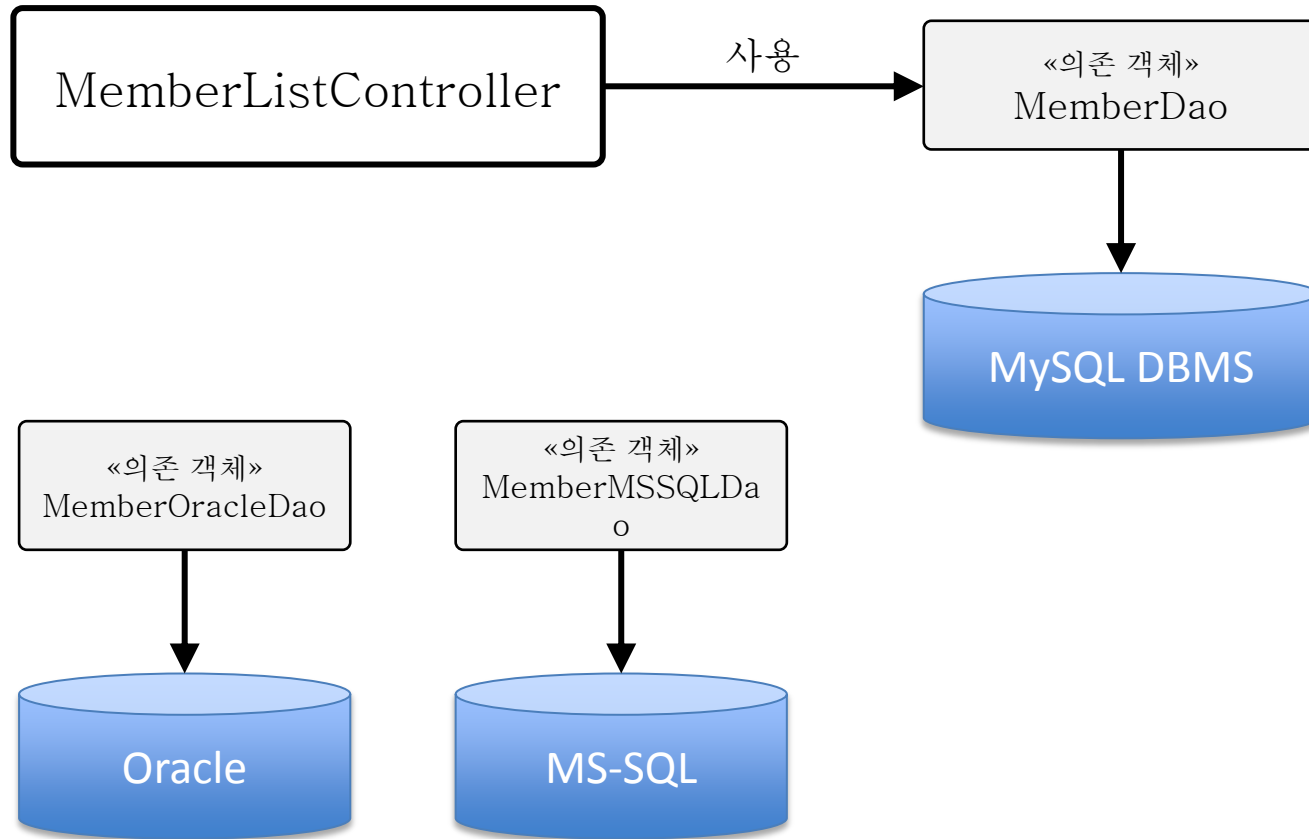 MemberListController
사용
«의존 객체»
MemberDao
MySQL DBMS
«의존 객체»
MemberOracleDao
«의존 객체»
MemberMSSQLDa
o
Oracle
MS-SQL